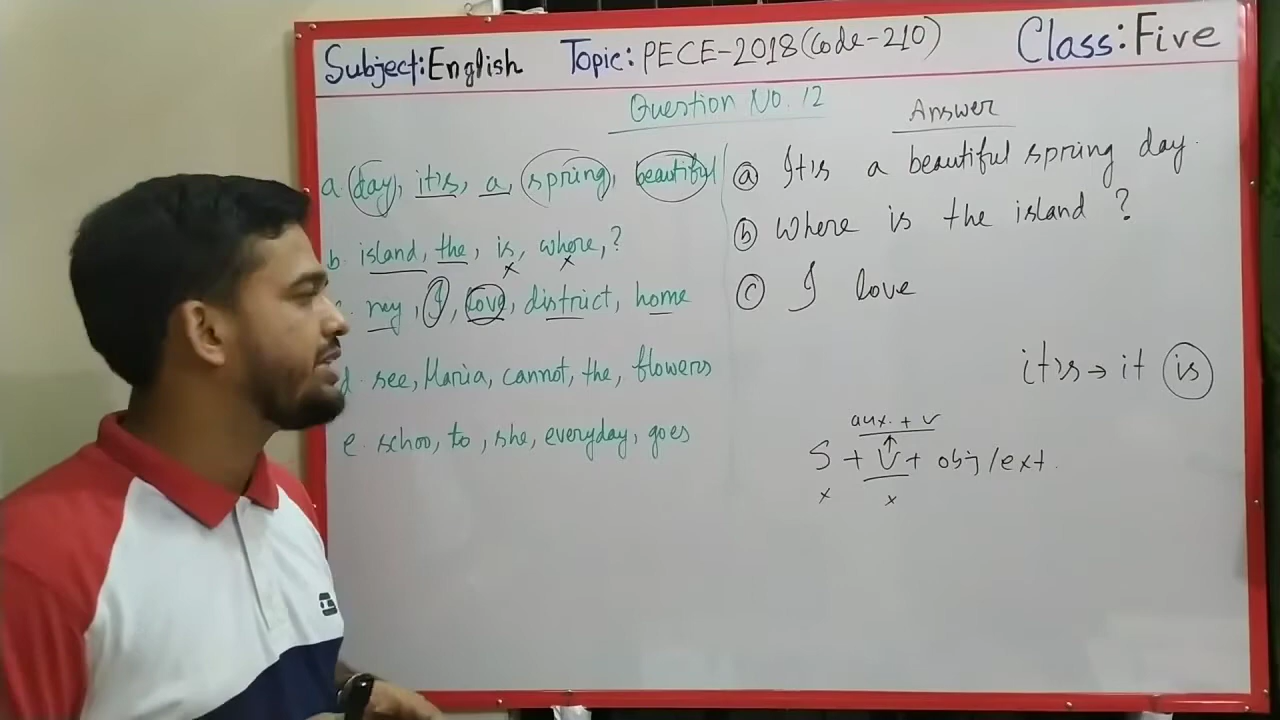 Subject: English Topic: PECE-2018 (Code-210) Class: Five
Question No. 12
Answer
a. day, it's, a, spring, beautiful
b. island, the, is, where, ?
my, I, love, district, home
d. see, Maria, cannot, the, flowers
e. schoo, to, she, everyday, goes
a It's a beautiful spring day.
b Where is the island ?
c I love
it's → it is
aux. + v
S + V + obj/ext.
x x